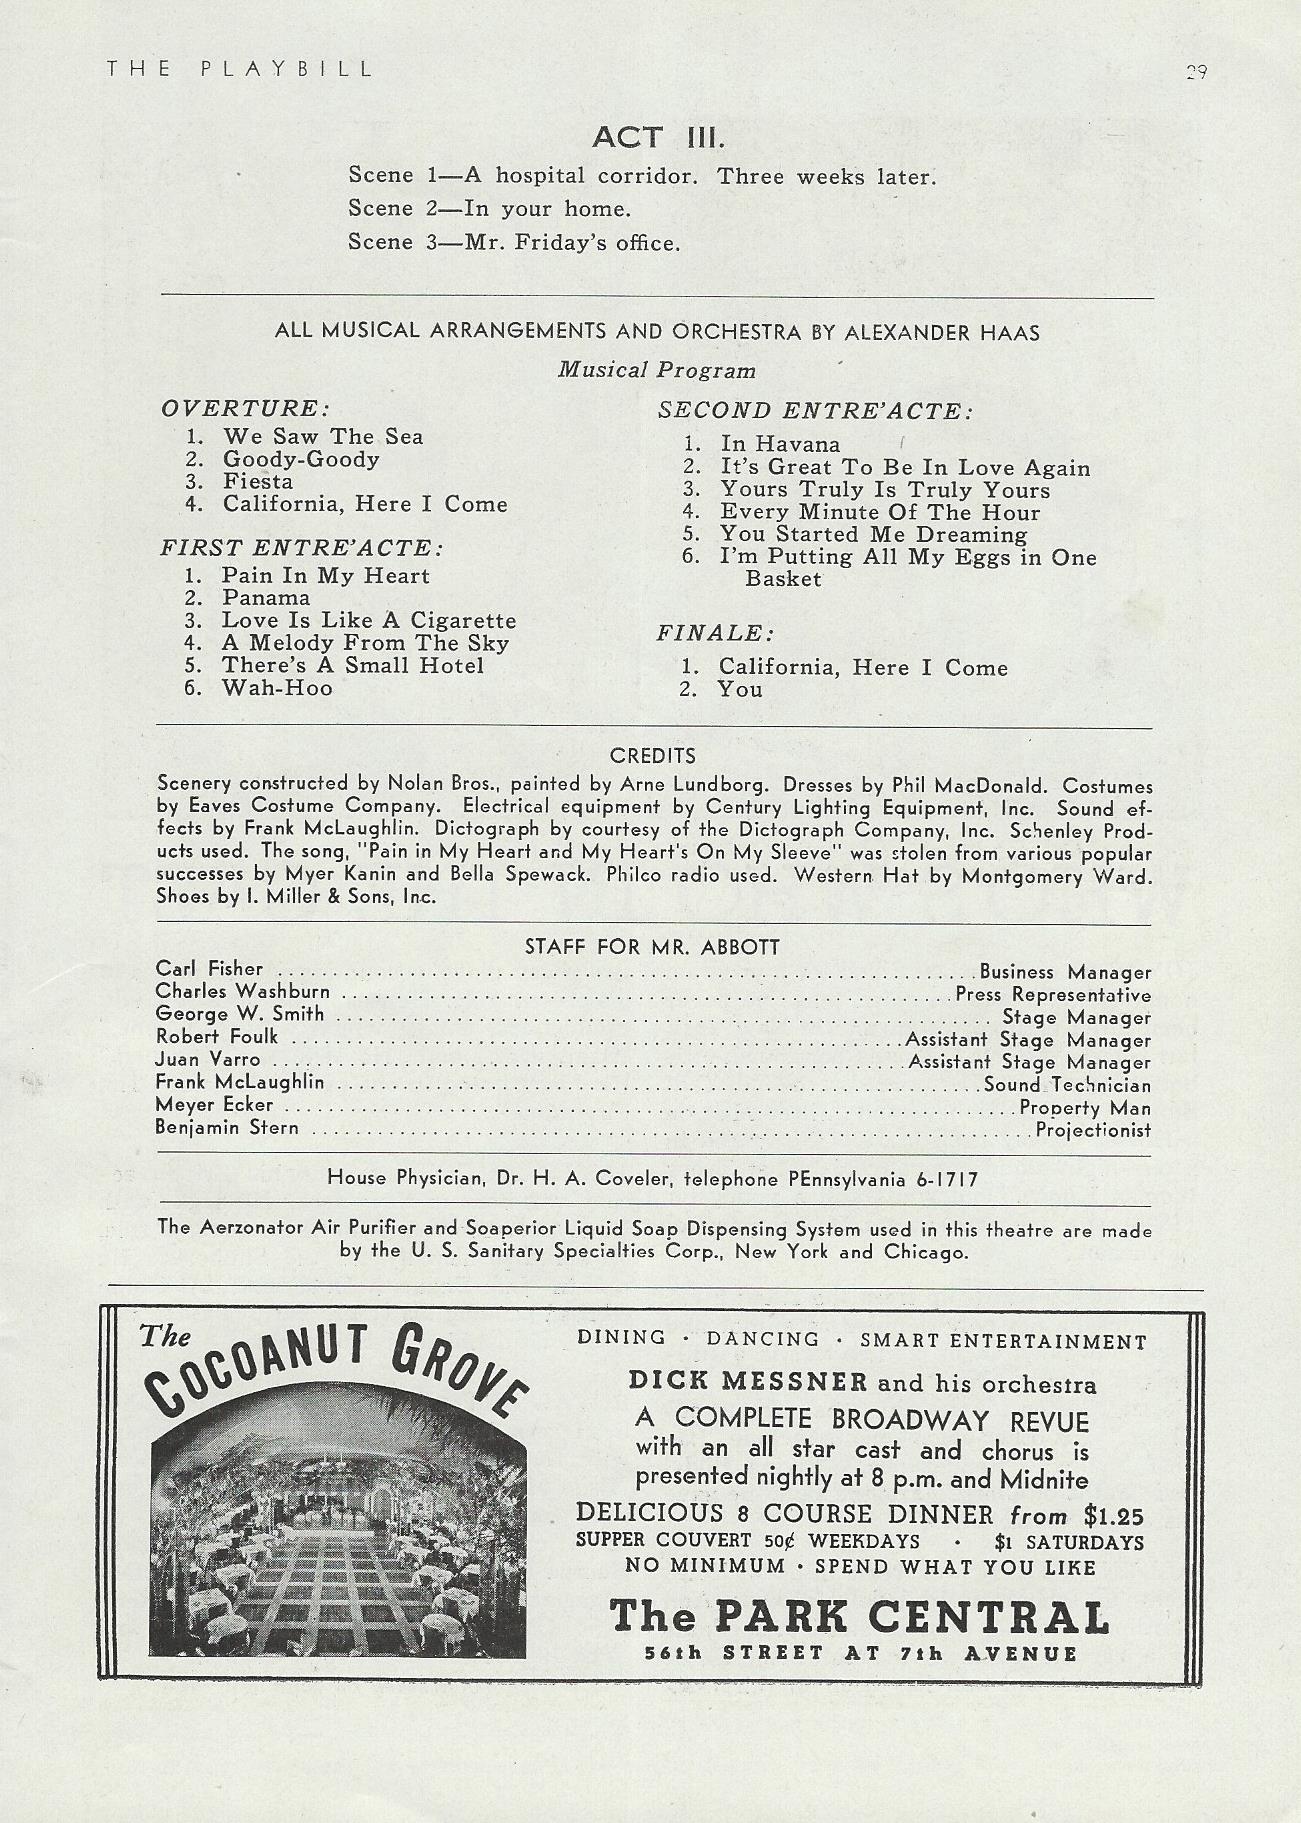 THE PLAYBILL
29
ACT III.
Scene 1—A hospital corridor. Three weeks later.
Scene 2—In your home.
Scene 3—Mr. Friday's office.
ALL MUSICAL ARRANGEMENTS AND ORCHESTRA BY ALEXANDER HAAS
Musical Program
OVERTURE:
1. We Saw The Sea
2. Goody-Goody
3. Fiesta
4. California, Here I Come
FIRST ENTRE'ACTE:
1. Pain In My Heart
2. Panama
3. Love Is Like A Cigarette
4. A Melody From The Sky
5. There's A Small Hotel
6. Wah-Hoo
SECOND ENTRE'ACTE:
1. In Havana
2. It's Great To Be In Love Again
3. Yours Truly Is Truly Yours
4. Every Minute Of The Hour
5. You Started Me Dreaming
6. I'm Putting All My Eggs in One
Basket
FINALE:
1. California, Here I Come
2. You
CREDITS
Scenery constructed by Nolan Bros., painted by Arne Lundborg. Dresses by Phil MacDonald. Costumes
by Eaves Costume Company. Electrical equipment by Century Lighting Equipment, Inc. Sound ef-
fects by Frank McLaughlin. Dictograph by courtesy of the Dictograph Company, Inc. Schenley Prod-
ucts used. The song, "Pain in My Heart and My Heart's On My Sleeve" was stolen from various popular
successes by Myer Kanin and Bella Spewack. Philco radio used. Western Hat by Montgomery Ward.
Shoes by I. Miller & Sons, Inc.
STAFF FOR MR. ABBOTT
Carl Fisher ........ Business Manager
Charles Washburn ........ Press Representative
George W. Smith ........ Stage Manager
Robert Foulk ........ Assistant Stage Manager
Juan Varro ........ Assistant Stage Manager
Frank McLaughlin ........ Sound Technician
Meyer Ecker ........ Property Man
Benjamin Stern ........ Projectionist
House Physician, Dr. H. A. Coveler, telephone PEnnsylvania 6-1717
The Aerzonator Air Purifier and Soaperior Liquid Soap Dispensing System used in this theatre are made
by the U. S. Sanitary Specialties Corp., New York and Chicago.
The
COCOANUT GROVE
DINING · DANCING · SMART ENTERTAINMENT
DICK MESSNER and his orchestra
A COMPLETE BROADWAY REVUE
with an all star cast and chorus is
presented nightly at 8 p.m. and Midnite
DELICIOUS 8 COURSE DINNER from $1.25
SUPPER COUVERT 50¢ WEEKDAYS · $1 SATURDAYS
NO MINIMUM · SPEND WHAT YOU LIKE
The PARK CENTRAL
56th STREET AT 7th AVENUE